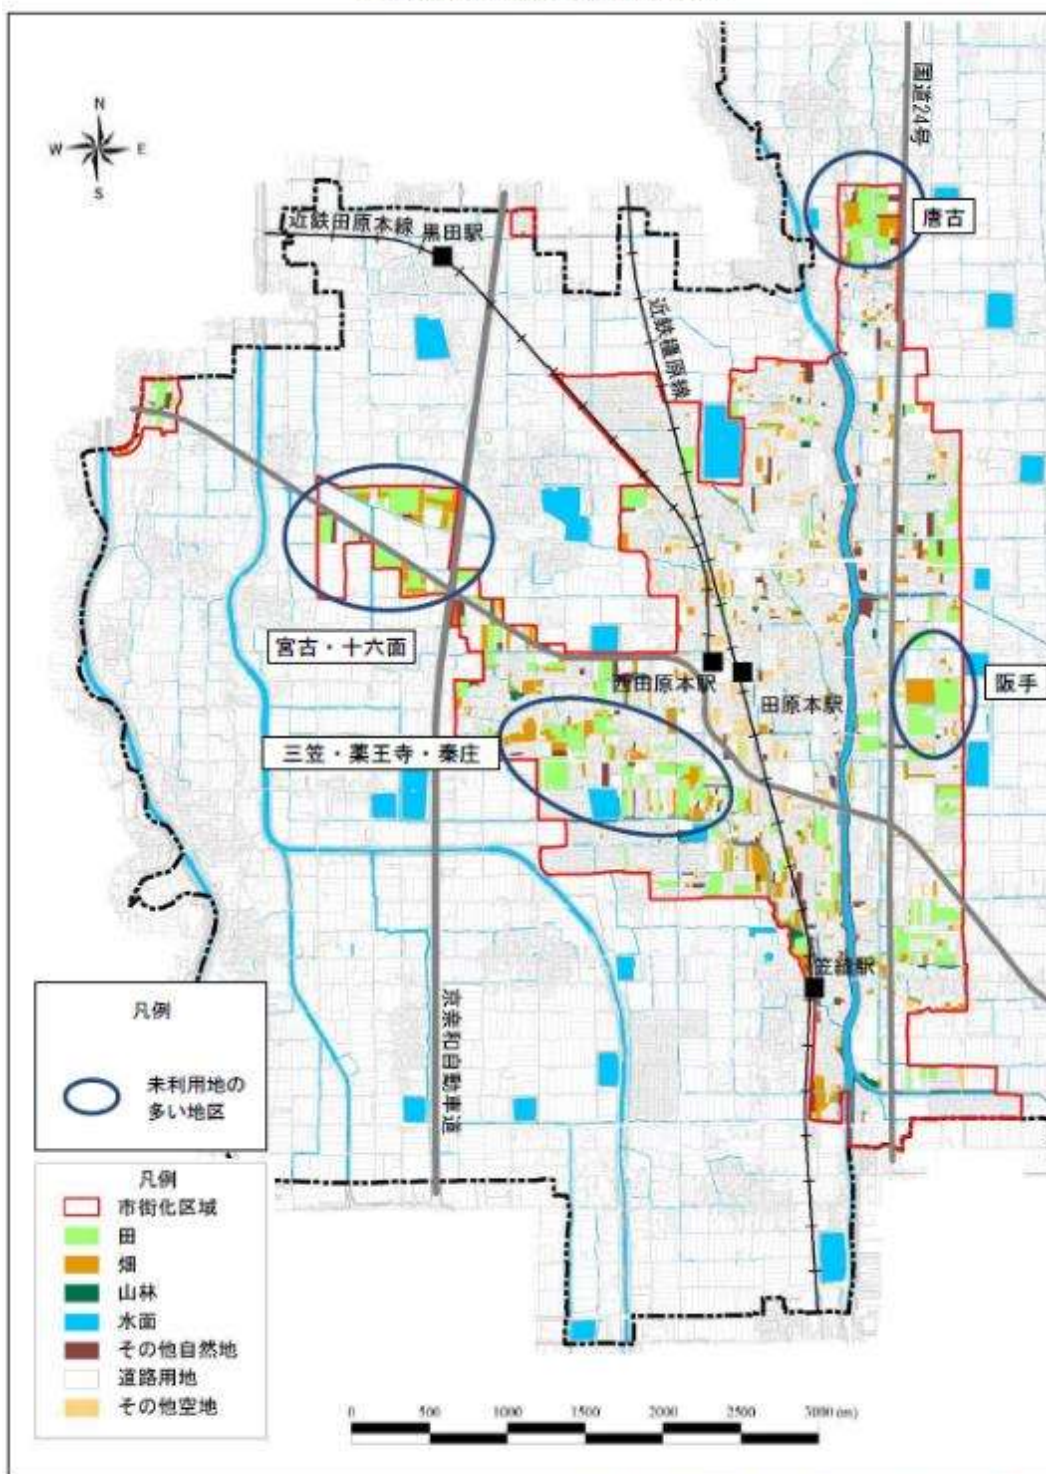 N
W
E
S
国道24号
唐古
近鉄田原本線
黒田駅
近鉄橿原線
宮古・十六面
西田原本駅
田原本駅
阪手
三笠・薬王寺・秦庄
笠縫駅
京奈和自動車道
凡例
未利用地の
多い地区
凡例
市街化区域
田
畑
山林
水面
その他自然地
道路用地
その他空地
0 500 1000 1500 2000 2500 3000 (m)